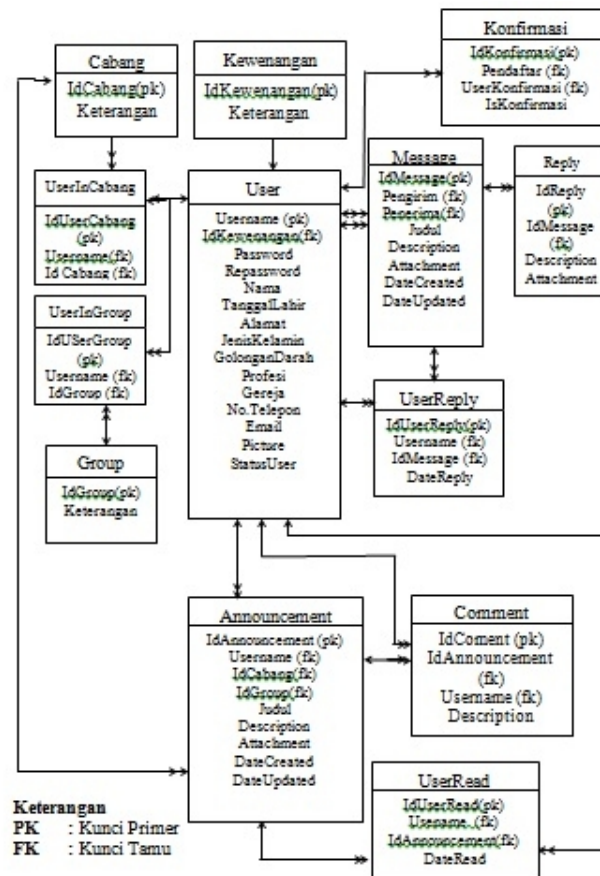 Cabang
IdCabang(pk)
Keterangan
Kewenangan
IdKewenangan(pk)
Keterangan
Konfirmasi
IdKonfirmasi(pk)
Pendaftar (fk)
UserKonfirmasi (fk)
IsKonfirmasi
UserInCabang
IdUserCabang
(pk)
Username(fk)
Id Cabang (fk)
User
Username (pk)
IdKewenangan(fk)
Password
Repassword
Nama
TanggalLahir
Alamat
JenisKelamin
GolonganDarah
Profesi
Gereja
No.Telepon
Email
Picture
StatusUser
Message
IdMessage(pk)
Pengirim (fk)
Penerima(fk)
Judul
Description
Attachment
DateCreated
DateUpdated
Reply
IdReply
(pk)
IdMessage
(fk)
Description
Attachment
UserInGroup
IdUSerGroup
(pk)
Username (fk)
IdGroup (fk)
UserReply
IdUserReply(pk)
Username (fk)
IdMessage (fk)
DateReply
Group
IdGroup(pk)
Keterangan
Announcement
IdAnnouncement (pk)
Username (fk)
IdCabang(fk)
IdGroup(fk)
Judul
Description
Attachment
DateCreated
DateUpdated
Comment
IdComent (pk)
IdAnnouncement
(fk)
Username (fk)
Description
UserRead
IdUserRead(pk)
Usename. (fk)
IdAnnouncement(fk)
DateRead
Keterangan
PK : Kunci Primer
FK : Kunci Tamu